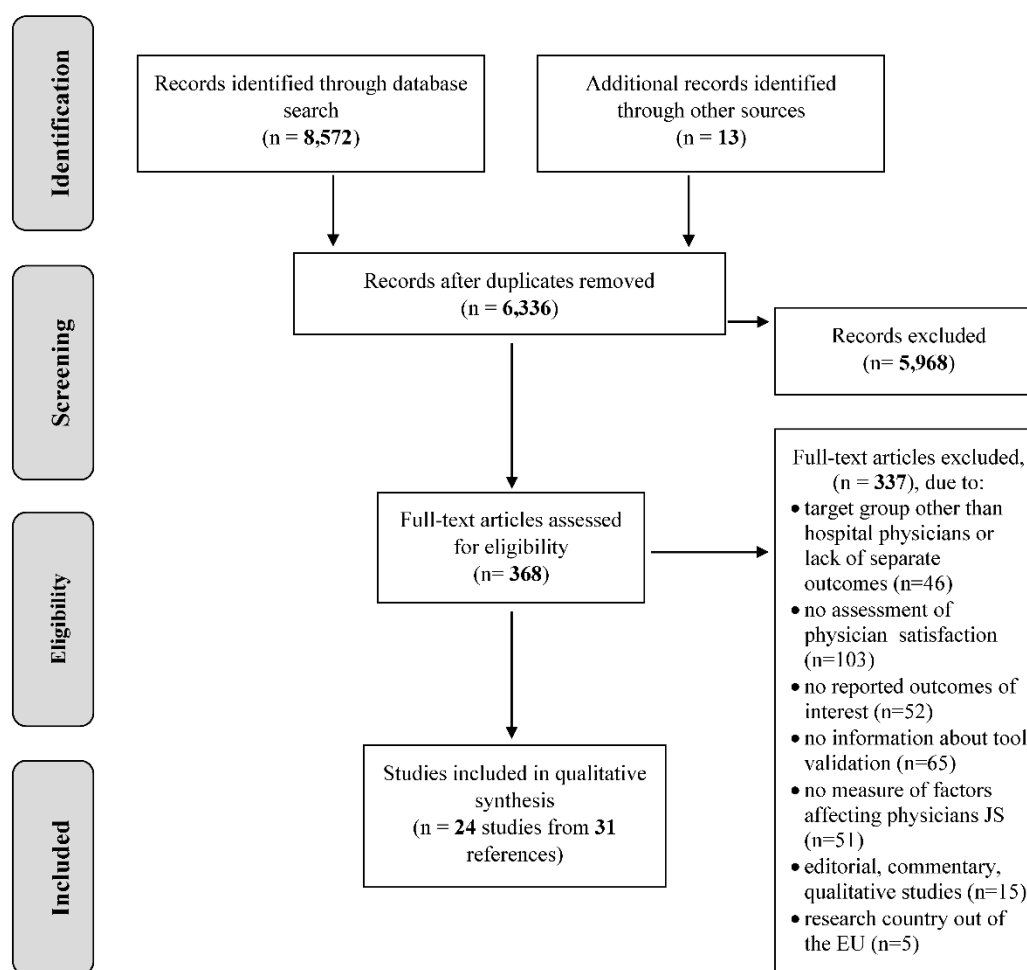 Identification
Records identified through database
search
(n = 8,572)
Additional records identified
through other sources
(n = 13)
Screening
Records after duplicates removed
(n = 6,336)
Records excluded
(n= 5,968)
Eligibility
Full-text articles assessed
for eligibility
(n= 368)
Full-text articles excluded,
(n = 337), due to:
• target group other than
hospital physicians or
lack of separate
outcomes (n=46)
• no assessment of
physician satisfaction
(n=103)
• no reported outcomes of
interest (n=52)
• no information about tool
validation (n=65)
• no measure of factors
affecting physicians JS
(n=51)
• editorial, commentary,
qualitative studies (n=15)
• research country out of
the EU (n=5)
Included
Studies included in qualitative
synthesis
(n = 24 studies from 31
references)